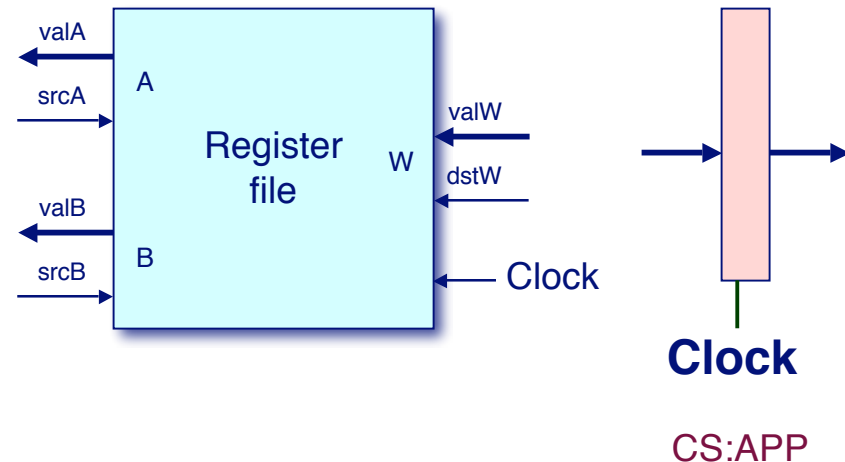 valA
srcA
A
Register
file
valW
W
dstW
valB
srcB
B
Clock
Clock
CS:APP